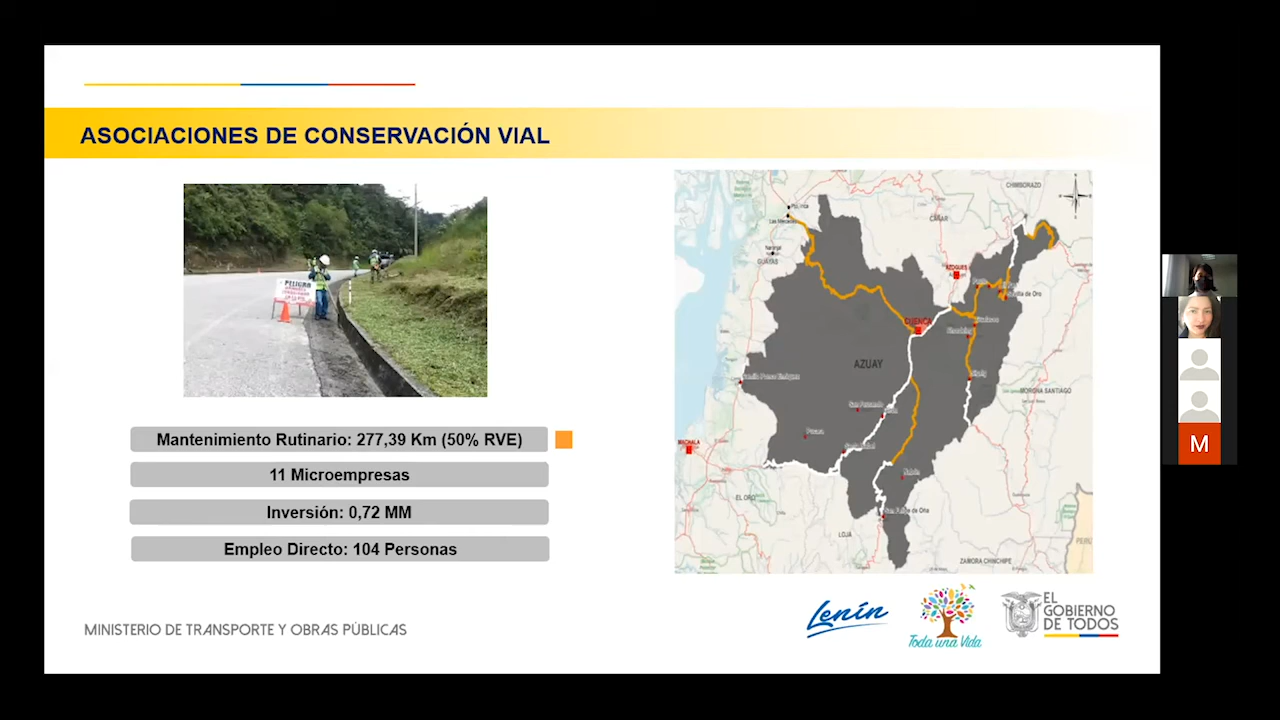 ASOCIACIONES DE CONSERVACIÓN VIAL
PELIGRO
Mantenimiento Rutinario: 277,39 Km (50% RVE)
11 Microempresas
Inversión: 0,72 MM
Empleo Directo: 104 Personas
CHIMBORAZO
CAÑAR
GUAYAS
AZOGUES
CUENCA
AZUAY
MORONA SANTIAGO
MACHALA
EL ORO
LOJA
ZAMORA CHINCHIPE
PERU
MINISTERIO DE TRANSPORTE Y OBRAS PÚBLICAS
Lenín
Toda una Vida
EL
GOBIERNO
DE TODOS
M